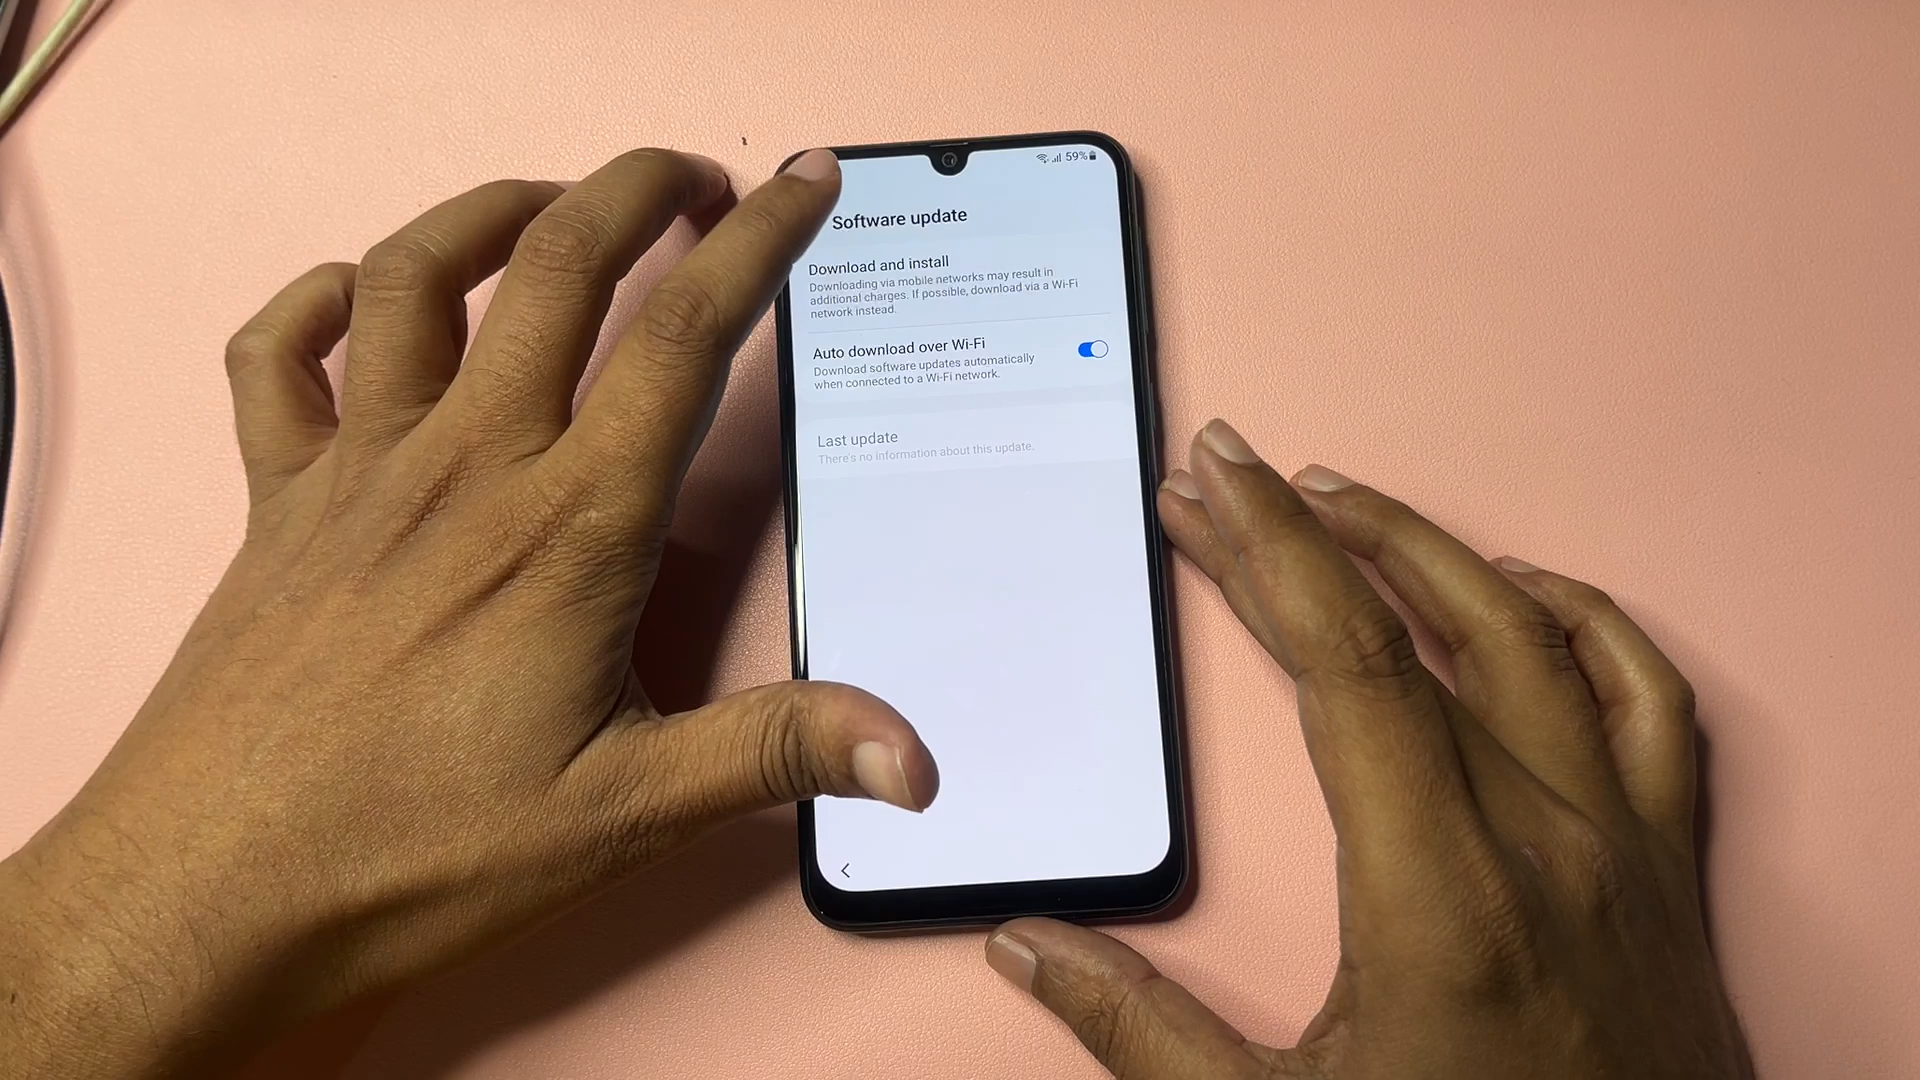 59%
Software update
Download and install
Downloading via mobile networks may result in
additional charges. If possible, download via a Wi-Fi
network instead.
Auto download over Wi-Fi
Download software updates automatically
when connected to a Wi-Fi network.
Last update
There's no information about this update.